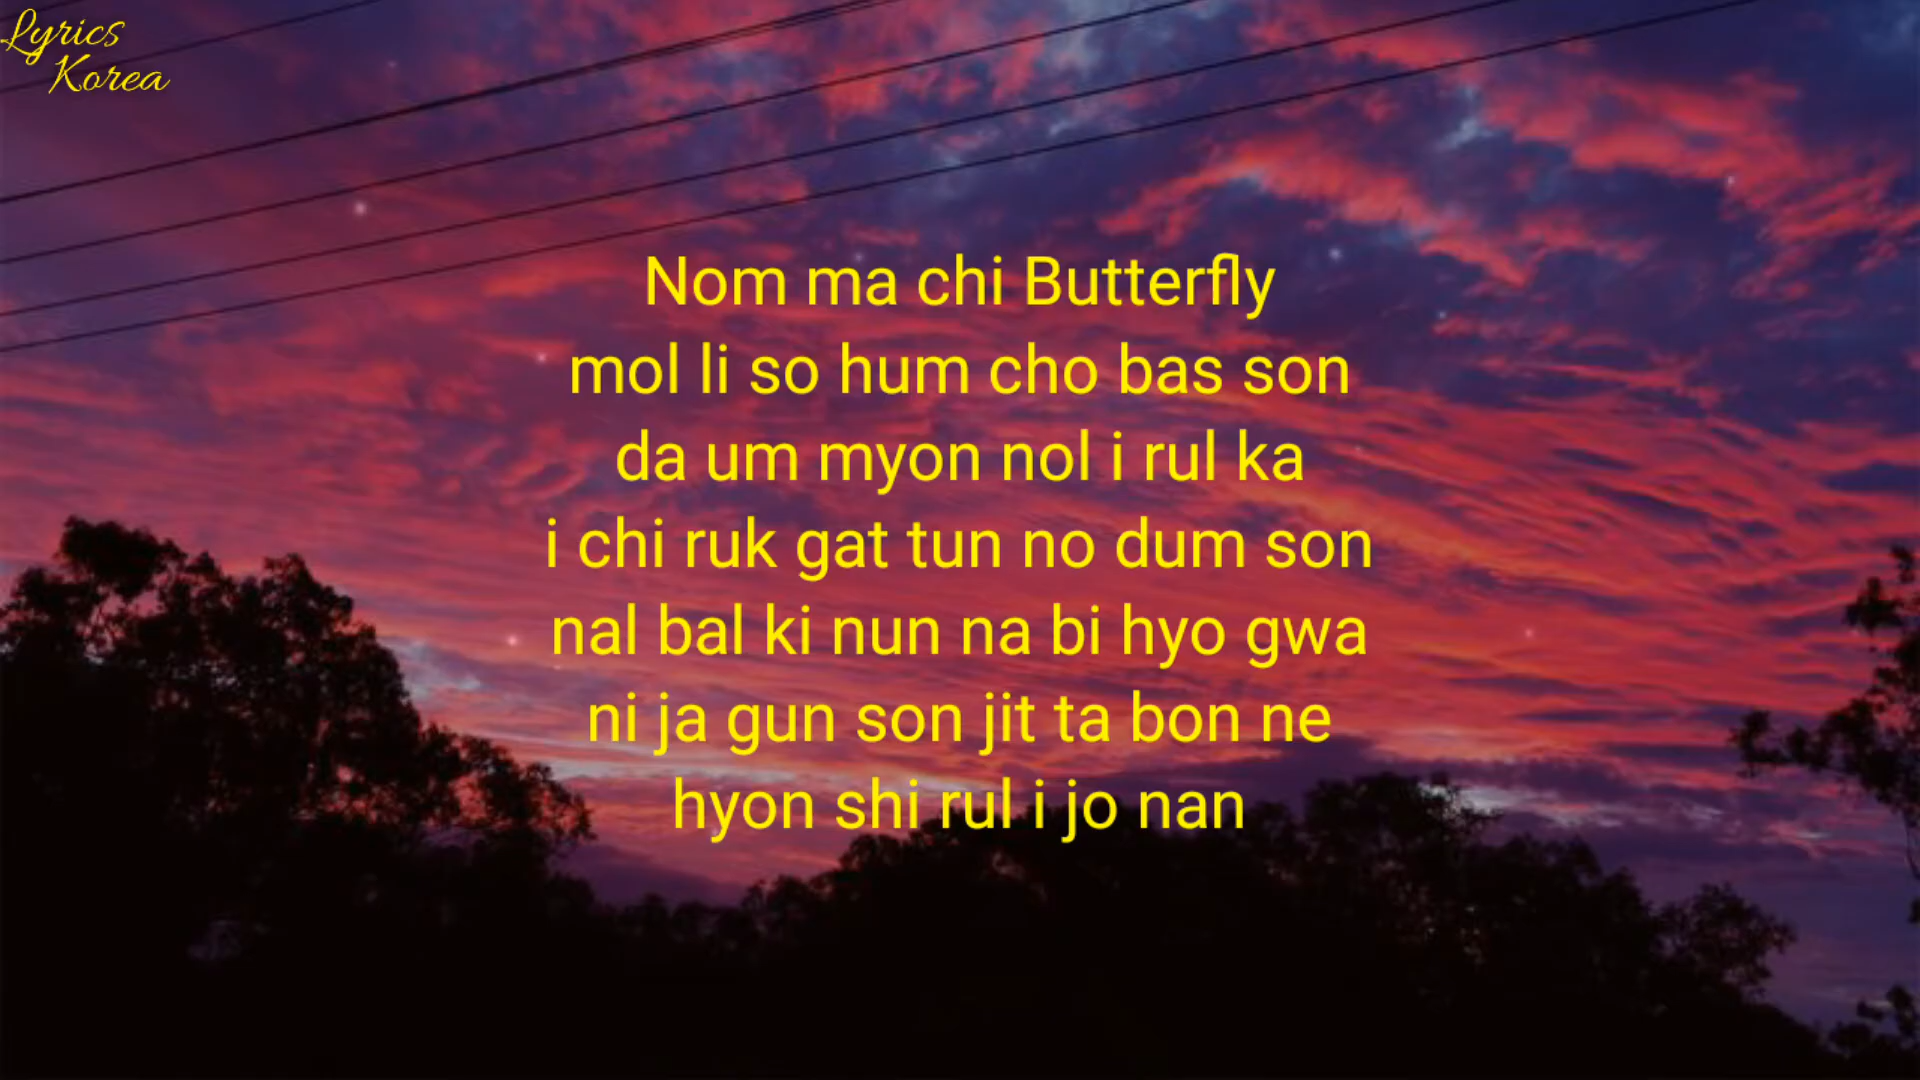 Lyrics
Korea
Nom ma chi Butterfly
mol li so hum cho bas son
da um myon nol i rul ka
i chi ruk gat tun no dum son
nal bal ki nun na bi hyo gwa
ni ja gun son jit ta bon ne
hyon shi rul i jo nan